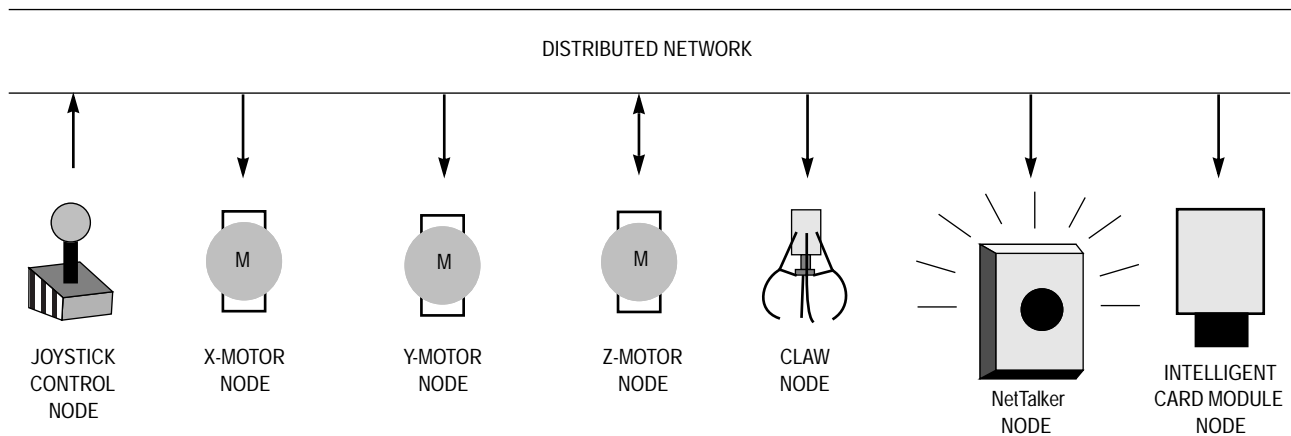 DISTRIBUTED NETWORK
M
M
M
JOYSTICK
CONTROL
NODE
X-MOTOR
NODE
Y-MOTOR
NODE
Z-MOTOR
NODE
CLAW
NODE
NetTalker
NODE
INTELLIGENT
CARD MODULE
NODE